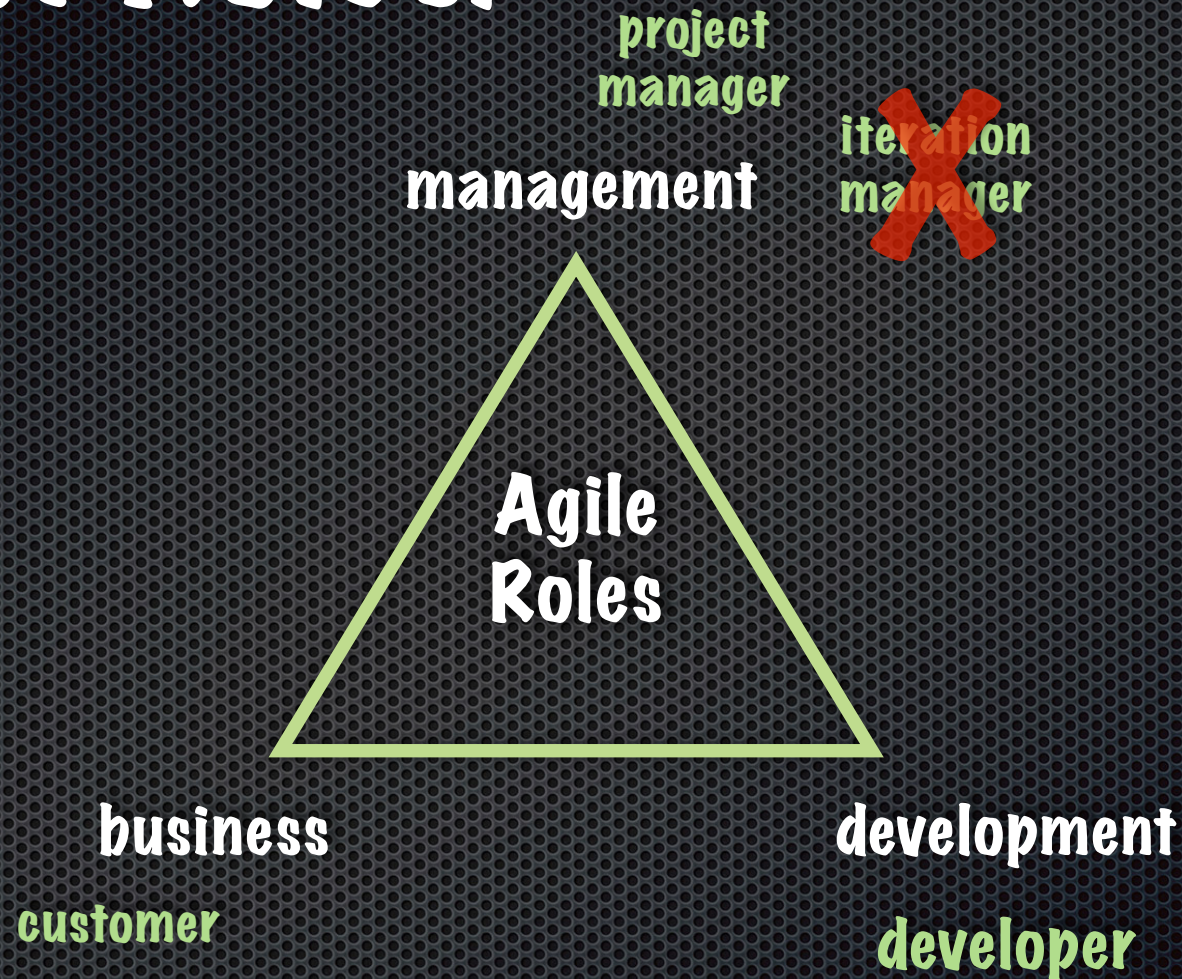 project
manager
iteration
manager
management
Agile
Roles
business
development
customer
developer